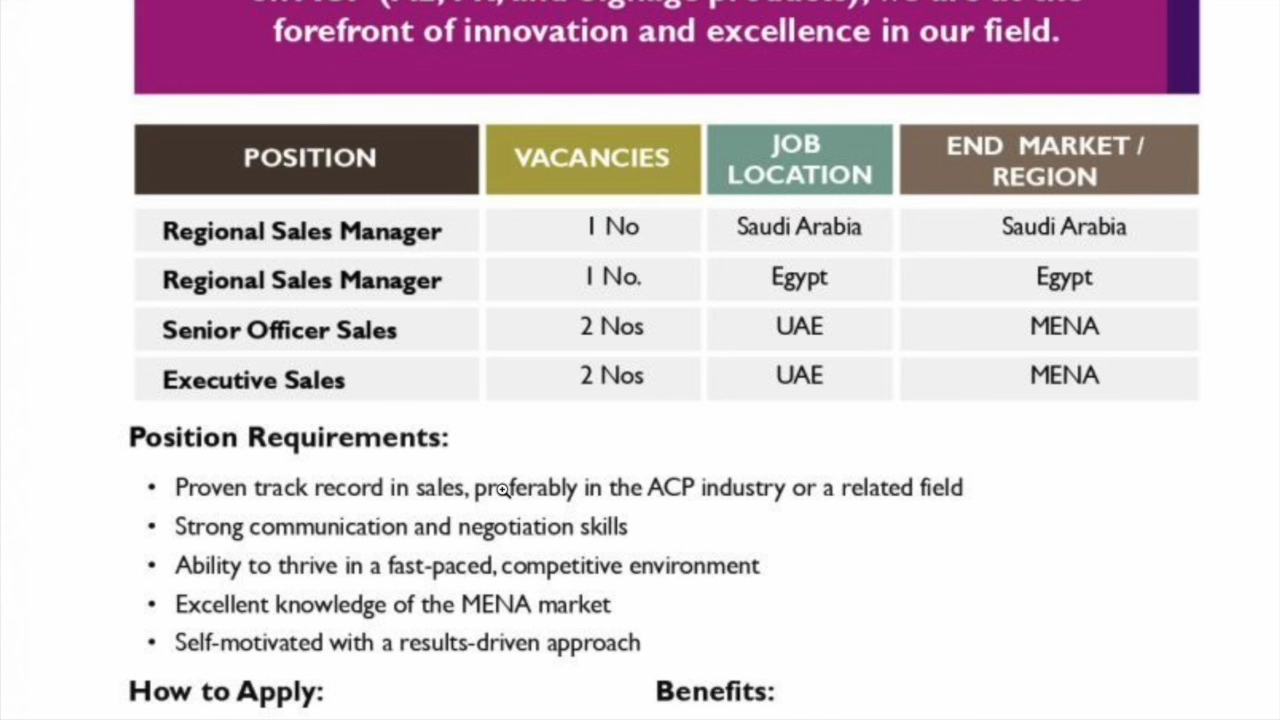 forefront of innovation and excellence in our field.
POSITION VACANCIES JOB LOCATION END MARKET / REGION
Regional Sales Manager 1 No Saudi Arabia Saudi Arabia
Regional Sales Manager 1 No. Egypt Egypt
Senior Officer Sales 2 Nos UAE MENA
Executive Sales 2 Nos UAE MENA
Position Requirements:
• Proven track record in sales, preferably in the ACP industry or a related field
• Strong communication and negotiation skills
• Ability to thrive in a fast-paced, competitive environment
• Excellent knowledge of the MENA market
• Self-motivated with a results-driven approach
How to Apply: Benefits: